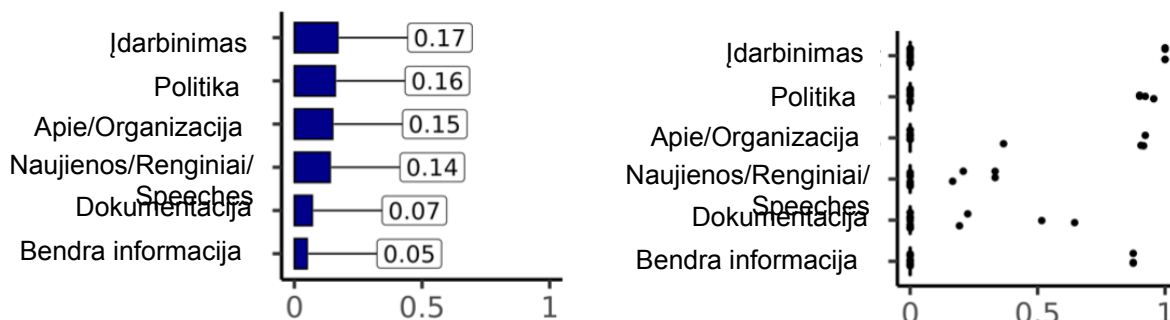 Įdarbinimas
0.17
Politika
0.16
Apie/Organizacija
0.15
Naujienos/Renginiai/
Speeches
0.14
Dokumentacija
0.07
Bendra informacija
0.05
0 0.5 1
Įdarbinimas
Politika
Apie/Organizacija
Naujienos/Renginiai/
Speeches
Dokumentacija
Bendra informacija
0 0.5 1